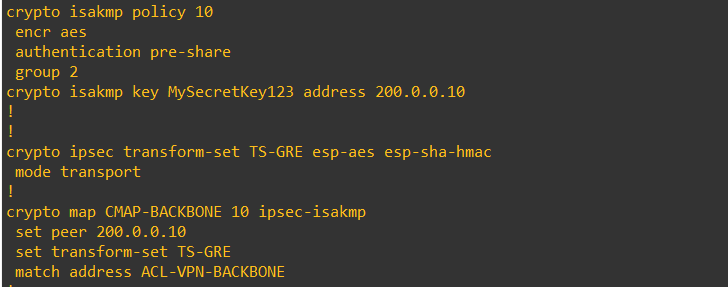 crypto isakmp policy 10
 encr aes
 authentication pre-share
 group 2
crypto isakmp key MySecretKey123 address 200.0.0.10
!
!
crypto ipsec transform-set TS-GRE esp-aes esp-sha-hmac
 mode transport
!
crypto map CMAP-BACKBONE 10 ipsec-isakmp
 set peer 200.0.0.10
 set transform-set TS-GRE
 match address ACL-VPN-BACKBONE
!